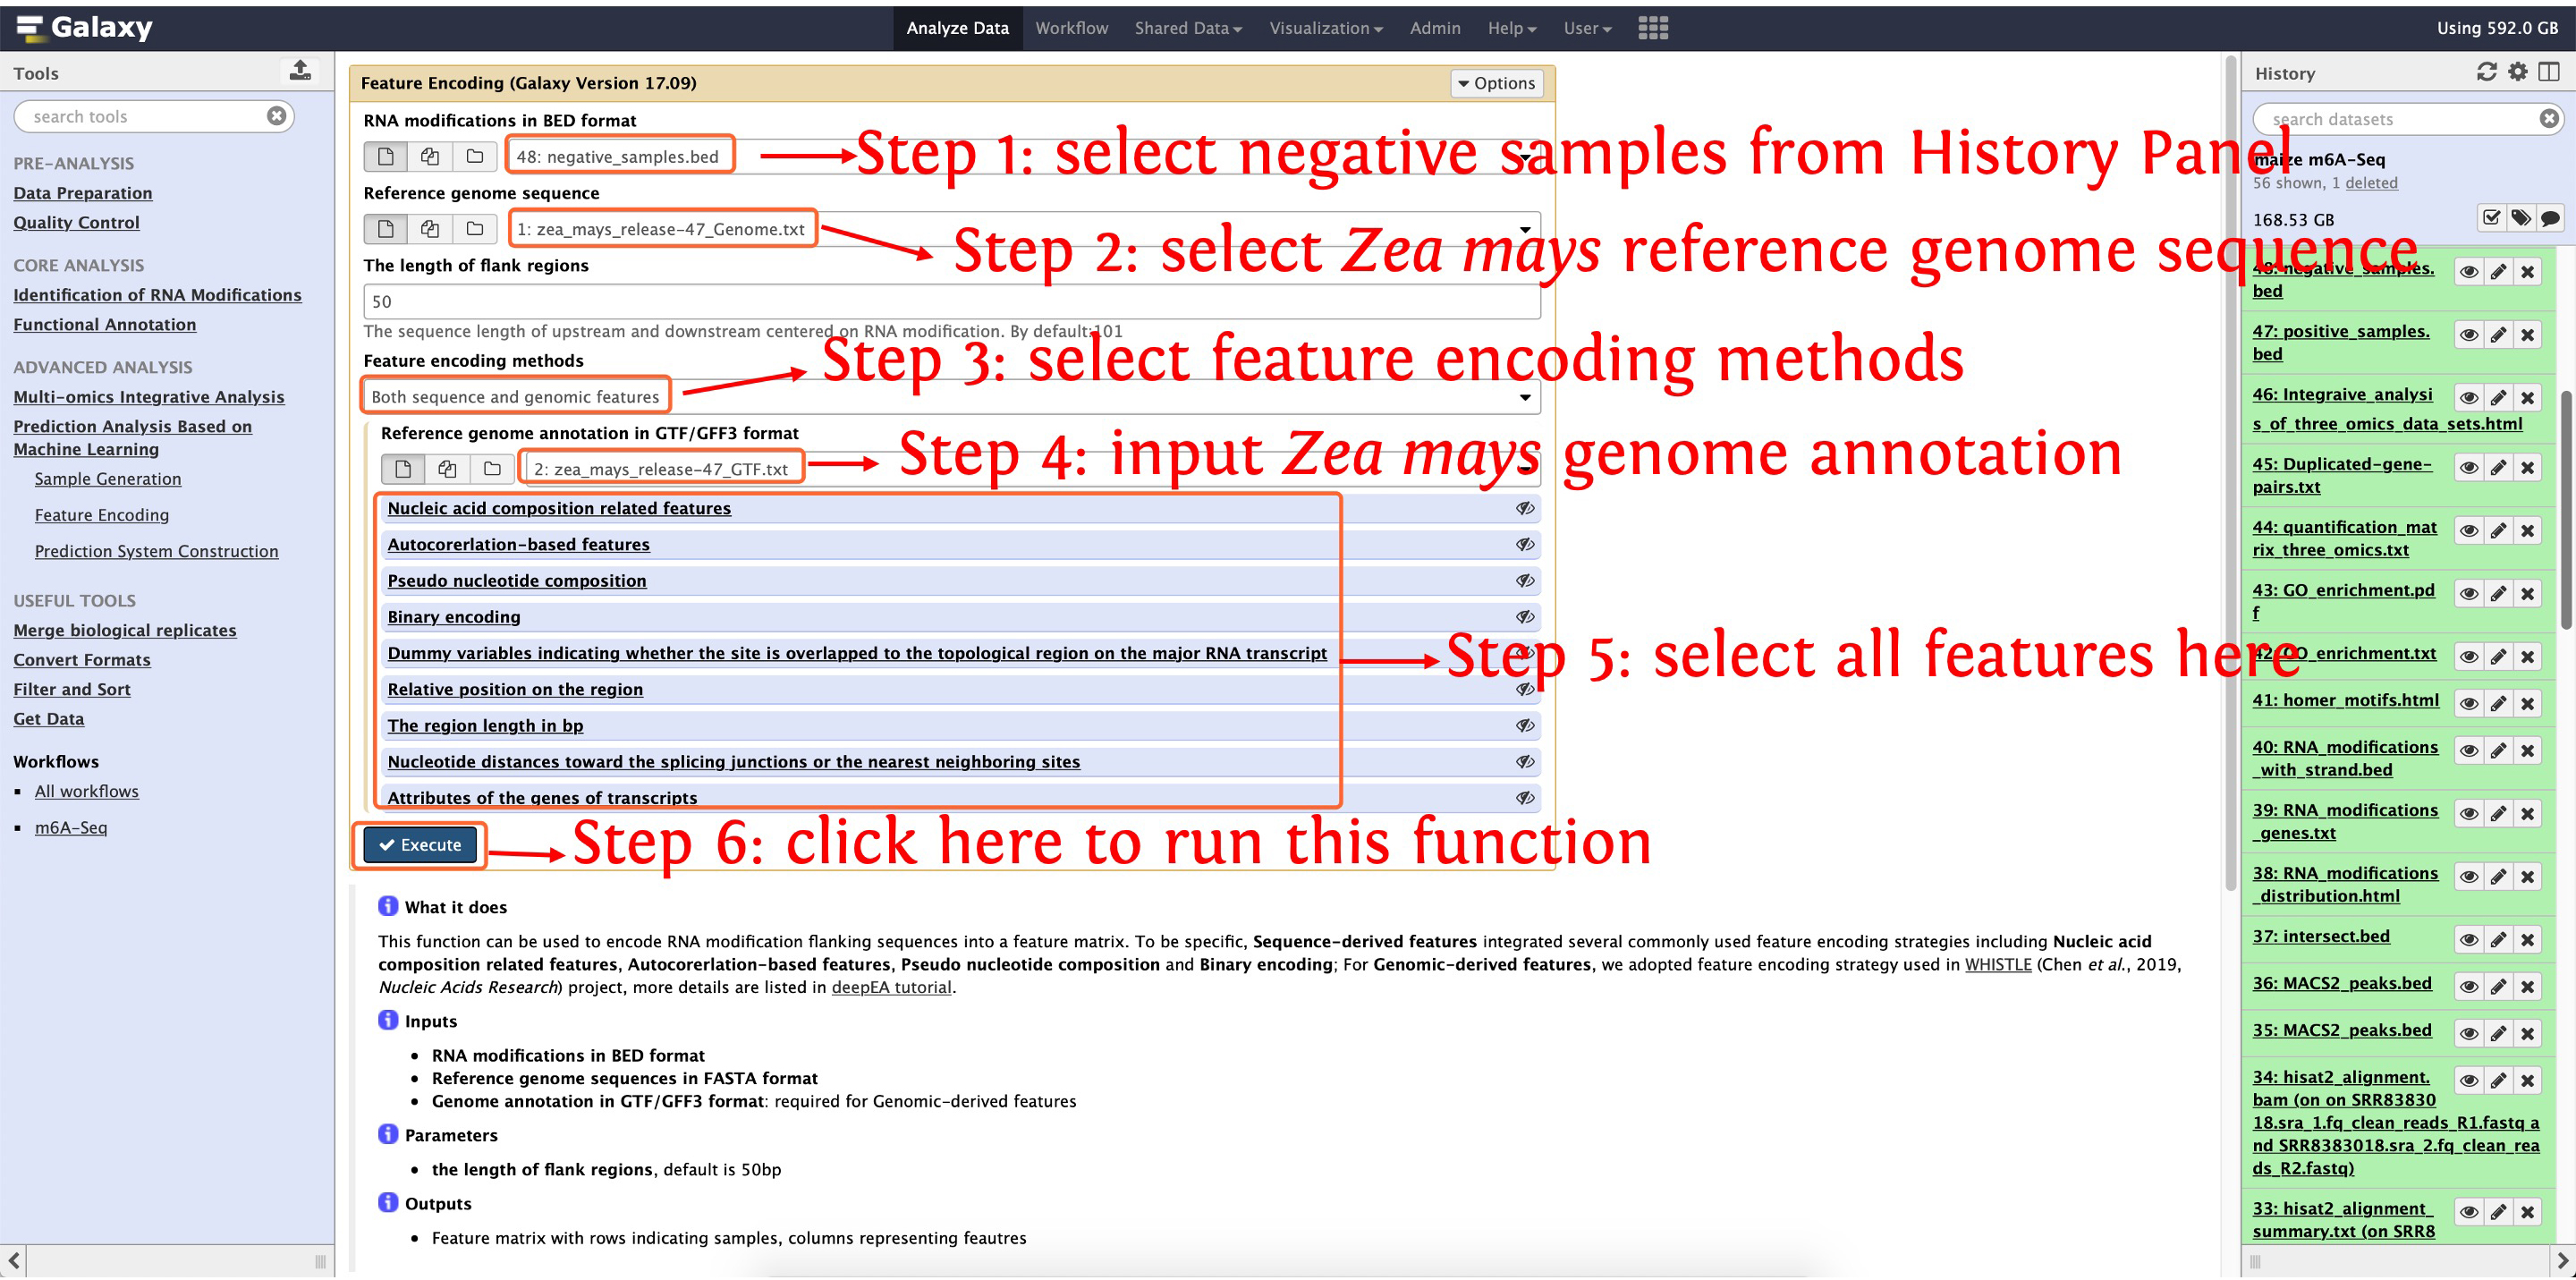 Galaxy
Analyze Data Workflow Shared Data Visualization Admin Help User
Using 592.0 GB
Tools
search tools
PRE-ANALYSIS
Data Preparation
Quality Control
CORE ANALYSIS
Identification of RNA Modifications
Functional Annotation
ADVANCED ANALYSIS
Multi-omics Integrative Analysis
Prediction Analysis Based on
Machine Learning
Sample Generation
Feature Encoding
Prediction System Construction
USEFUL TOOLS
Merge biological replicates
Convert Formats
Filter and Sort
Get Data
Workflows
All workflows
m6A-Seq
Feature Encoding (Galaxy Version 17.09)
Options
RNA modifications in BED format
48: negative_samples.bed
Step 1: select negative samples from History Panel
Reference genome sequence
1: zea_mays_release-47_Genome.txt
Step 2: select Zea mays reference genome sequence
The length of flank regions
50
The sequence length of upstream and downstream centered on RNA modification. By default:101
Step 3: select feature encoding methods
Feature encoding methods
Both sequence and genomic features
Reference genome annotation in GTF/GFF3 format
2: zea_mays_release-47_GTF.txt
Step 4: input Zea mays genome annotation
Nucleic acid composition related features
Autocorerlation-based features
Pseudo nucleotide composition
Binary encoding
Dummy variables indicating whether the site is overlapped to the topological region on the major RNA transcript
Step 5: select all features here
Relative position on the region
The region length in bp
Nucleotide distances toward the splicing junctions or the nearest neighboring sites
Attributes of the genes of transcripts
Execute
Step 6: click here to run this function
What it does
This function can be used to encode RNA modification flanking sequences into a feature matrix. To be specific, Sequence-derived features integrated several commonly used feature encoding strategies including Nucleic acid
composition related features, Autocorerlation-based features, Pseudo nucleotide composition and Binary encoding; For Genomic-derived features, we adopted feature encoding strategy used in WHISTLE (Chen et al., 2019,
Nucleic Acids Research) project, more details are listed in deepEA tutorial.
Inputs
RNA modifications in BED format
Reference genome sequences in FASTA format
Genome annotation in GTF/GFF3 format: required for Genomic-derived features
Parameters
the length of flank regions, default is 50bp
Outputs
Feature matrix with rows indicating samples, columns representing feautres
History
search datasets
maize m6A-Seq
56 shown, 1 deleted
168.53 GB
48: negative_samples.
bed
47: positive_samples.
bed
46: Integraive_analysi
s_of_three_omics_data_sets.html
45: Duplicated-gene-
pairs.txt
44: quantification_mat
rix_three_omics.txt
43: GO_enrichment.pd
f
42: GO_enrichment.txt
41: homer_motifs.html
40: RNA_modifications
_with_strand.bed
39: RNA_modifications
_genes.txt
38: RNA_modifications
_distribution.html
37: intersect.bed
36: MACS2_peaks.bed
35: MACS2_peaks.bed
34: hisat2_alignment.
bam (on on SRR83830
18.sra_1.fq_clean_reads_R1.fastq a
nd SRR8383018.sra_2.fq_clean_rea
ds_R2.fastq)
33: hisat2_alignment_
summary.txt (on SRR8